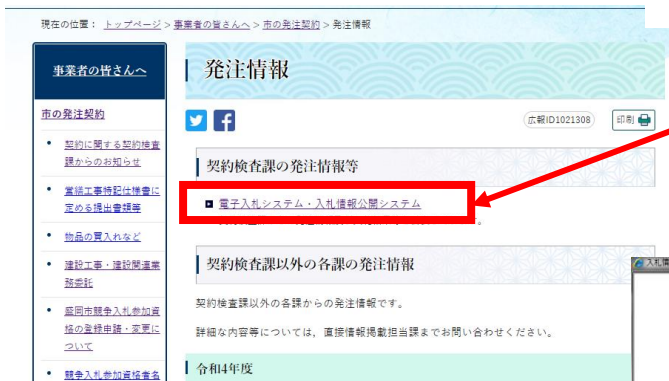 現在の位置： トップページ > 事業者の皆さんへ > 市の発注契約 > 発注情報
事業者の皆さんへ
市の発注契約
契約に関する契約検査
課からのお知らせ
営繕工事特記仕様書に
定める提出書類等
物品の買入れなど
建設工事・建設関連業
務委託
盛岡市競争入札参加資
格の登録申請・変更に
ついて
競争入札参加資格者名
発注情報
広報ID1021308
印刷
契約検査課の発注情報等
電子入札システム・入札情報公開システム
契約検査課以外の各課の発注情報
契約検査課以外の各課からの発注情報です。
詳細な内容等については、直接情報掲載担当課までお問い合わせください。
令和4年度
入札情